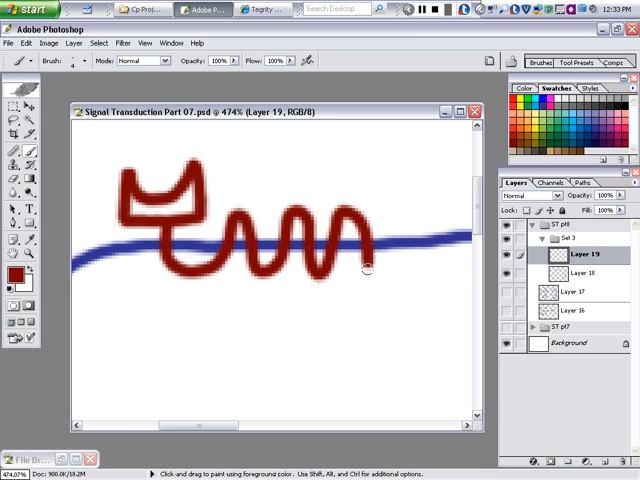 start
Cp Proj...
Adobe P...
Tegrity ...
Search Desktop
12:33 PM
Adobe Photoshop
File Edit Image Layer Select Filter View Window Help
Brush: 4 Mode: Normal Opacity: 100% Flow: 100%
Brushes Tool Presets Comps
Color Swatches Styles
Signal Transduction Part 07.psd @ 474% (Layer 19, RGB/8)
Layers Channels Paths
Normal Opacity: 100%
Lock: Fill: 100%
ST pt8
Set 3
Layer 19
Layer 18
Layer 17
Layer 16
ST pt7
Background
File Br...
474.07% Doc: 900.0K/10.2M Click and drag to paint using foreground color. Use Shift, Alt, and Ctrl for additional options.